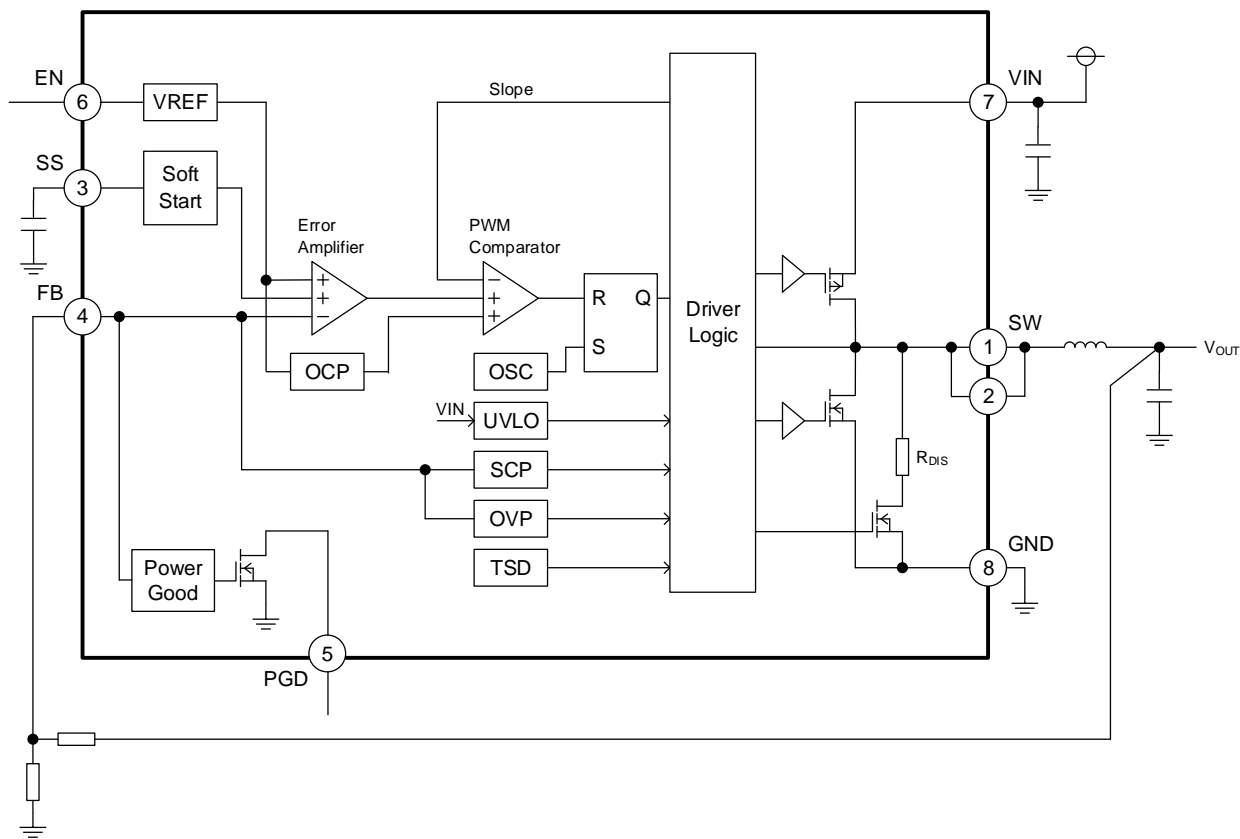 EN
6
VREF
Slope
7
VIN
SS
3
Soft
Start
Error
Amplifier
PWM
Comparator
FB
4
+
+
−
−
+
+
R
Q
S
Driver
Logic
OCP
OSC
1
SW
2
VOUT
VIN
UVLO
SCP
OVP
TSD
RDIS
GND
8
Power
Good
5
PGD